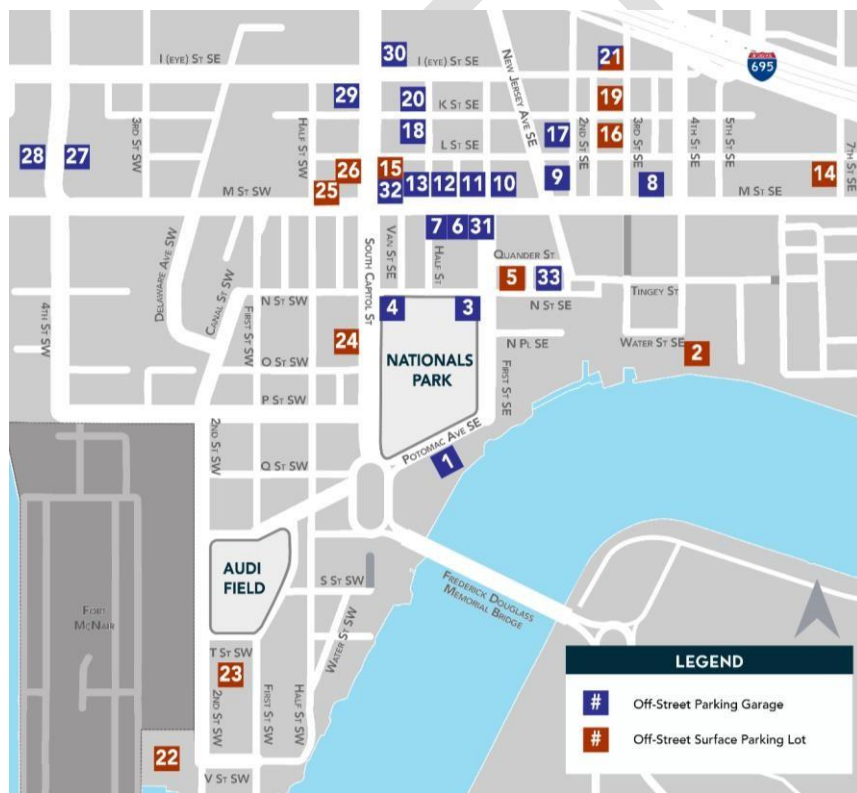 30
I (EYE) ST SE
I (EYE) ST SE
21
INTERSTATE
695
NEW JERSEY AVE SE
29
20
K ST SE
19
3RD ST SW
HALF ST SW
18
L ST SE
17
2ND ST SE
16
3RD ST SE
4TH ST SE
5TH ST SE
28
27
26
15
14
7TH ST SE
M ST SW
25
32
13
12
11
10
9
8
M ST SE
7
6
31
DELAWARE AVE SW
CANAL ST SW
FIRST ST SW
SOUTH CAPITOL ST
VAN ST SE
HALF ST
QUANDER ST
5
33
TINGEY ST
4TH ST SW
N ST SW
4
3
N ST SE
24
NATIONALS
PARK
N PL SE
WATER ST SE
2
O ST SW
FIRST ST SE
P ST SW
2ND ST SW
POTOMAC AVE SE
1
Q ST SW
AUDI
FIELD
S ST SW
FREDERICK DOUGLASS
MEMORIAL BRIDGE
FORT
MCNAIR
WATER ST SW
T ST SW
23
2ND ST SW
FIRST ST SW
HALF ST SW
22
V ST SW
LEGEND
# Off-Street Parking Garage
# Off-Street Surface Parking Lot